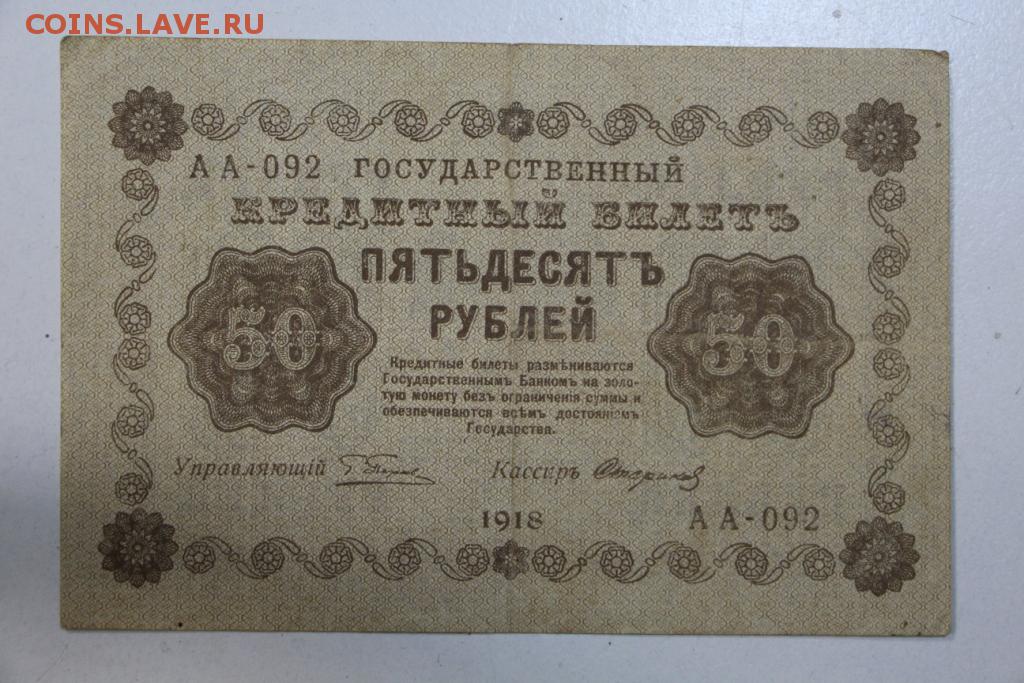 COINS.LAVE.RU
АА-092 ГОСУДАРСТВЕННЫЙ
КРЕДИТНЫЙ БИЛЕТЪ
ПЯТЬДЕСЯТЪ
РУБЛЕЙ
50 50
Кредитные билеты размѣниваются
Государственнымъ Банкомъ на золо-
тую монету безъ ограниченія суммы и
обезпечиваются всѣмъ достояніемъ
Государства.
Управляющій Кассиръ
1918 АА-092